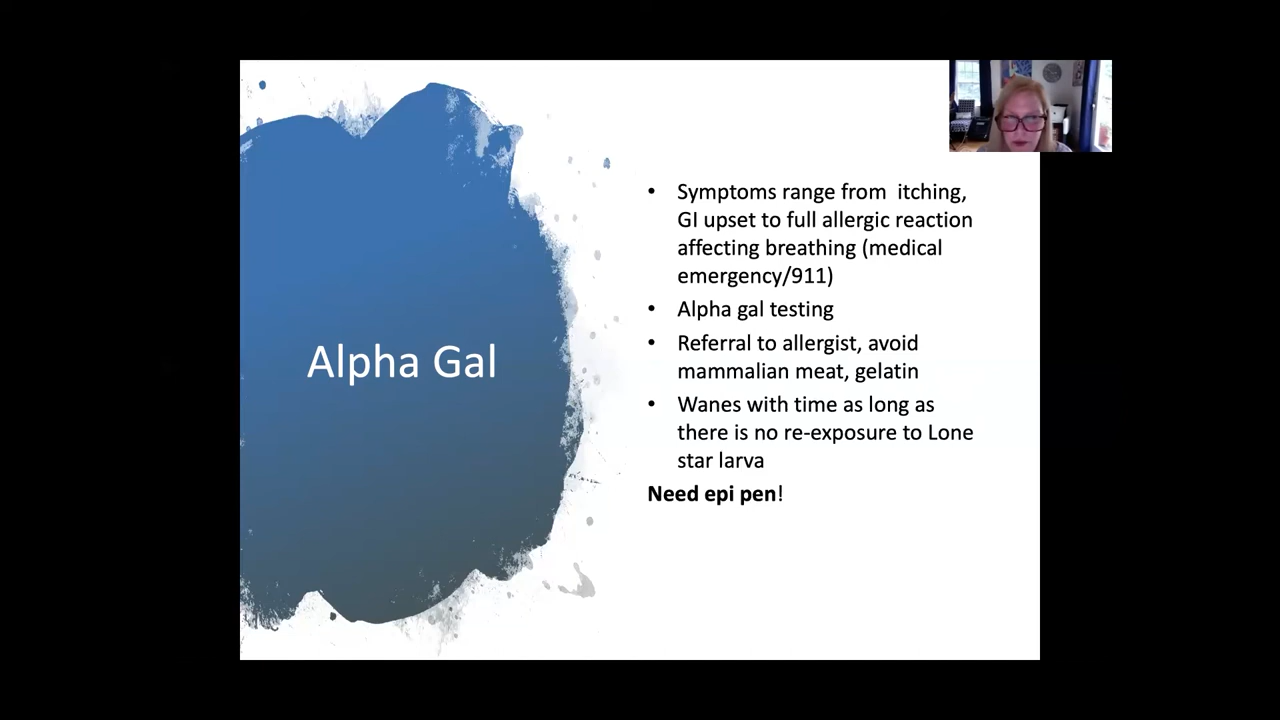 Alpha Gal
• Symptoms range from itching,
GI upset to full allergic reaction
affecting breathing (medical
emergency/911)
• Alpha gal testing
• Referral to allergist, avoid
mammalian meat, gelatin
• Wanes with time as long as
there is no re-exposure to Lone
star larva
Need epi pen!